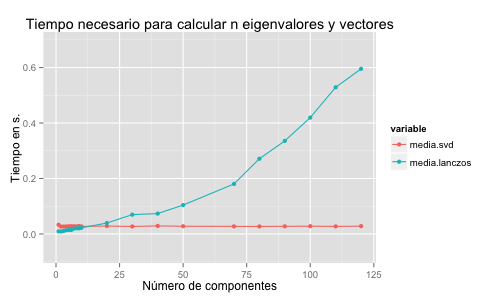 Tiempo necesario para calcular n eigenvalores y vectores
Tiempo en s.
0.6
0.4
0.2
0.0
0 25 50 75 100 125
Número de componentes
variable
media.svd
media.lanczos